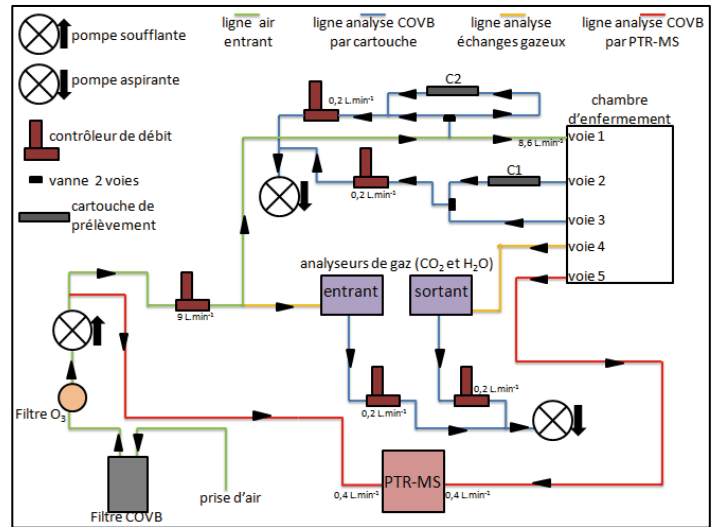 pompe soufflante
ligne air
entrant
ligne analyse COVB
par cartouche
ligne analyse
échanges gazeux
ligne analyse COVB
par PTR-MS
pompe aspirante
C2
0,2 L.min⁻¹
chambre
d'enfermement
contrôleur de débit
8,6 L.min⁻¹
voie 1
vanne 2 voies
C1
voie 2
0,2 L.min⁻¹
cartouche de
prélèvement
voie 3
voie 4
analyseurs de gaz (CO₂ et H₂O)
voie 5
entrant
sortant
9 L.min⁻¹
0,2 L.min⁻¹
0,2 L.min⁻¹
Filtre O₃
PTR-MS
0,4 L.min⁻¹
0,4 L.min⁻¹
prise d'air
Filtre COVB